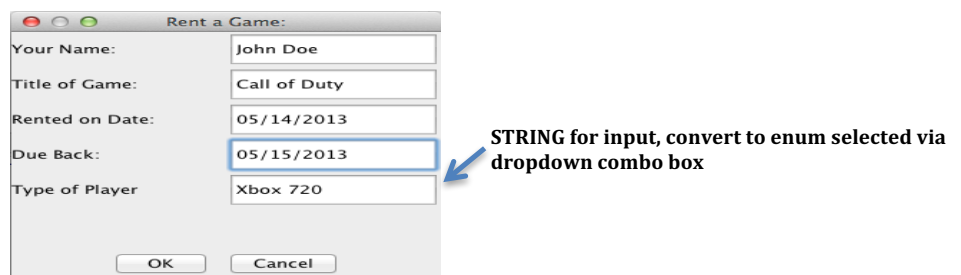 Rent a Game:
Your Name: John Doe
Title of Game: Call of Duty
Rented on Date: 05/14/2013
Due Back: 05/15/2013
Type of Player Xbox 720
STRING for input, convert to enum selected via
dropdown combo box
OK Cancel